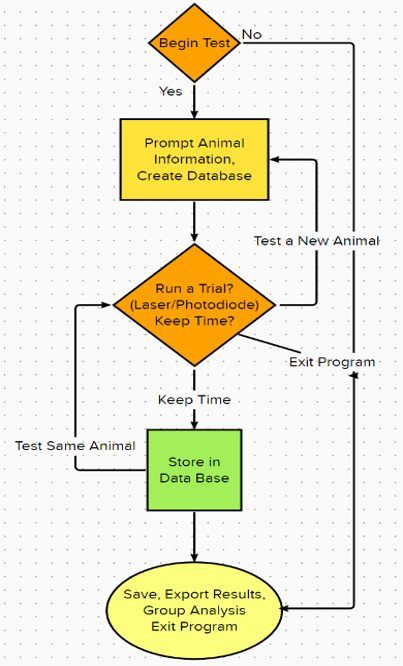 Begin Test
No
Yes
Prompt Animal
Information,
Create Database
Test a New Animal
Run a Trial?
(Laser/Photodiode)
Keep Time?
Exit Program
Keep Time
Test Same Animal
Store in
Data Base
Save, Export Results,
Group Analysis
Exit Program